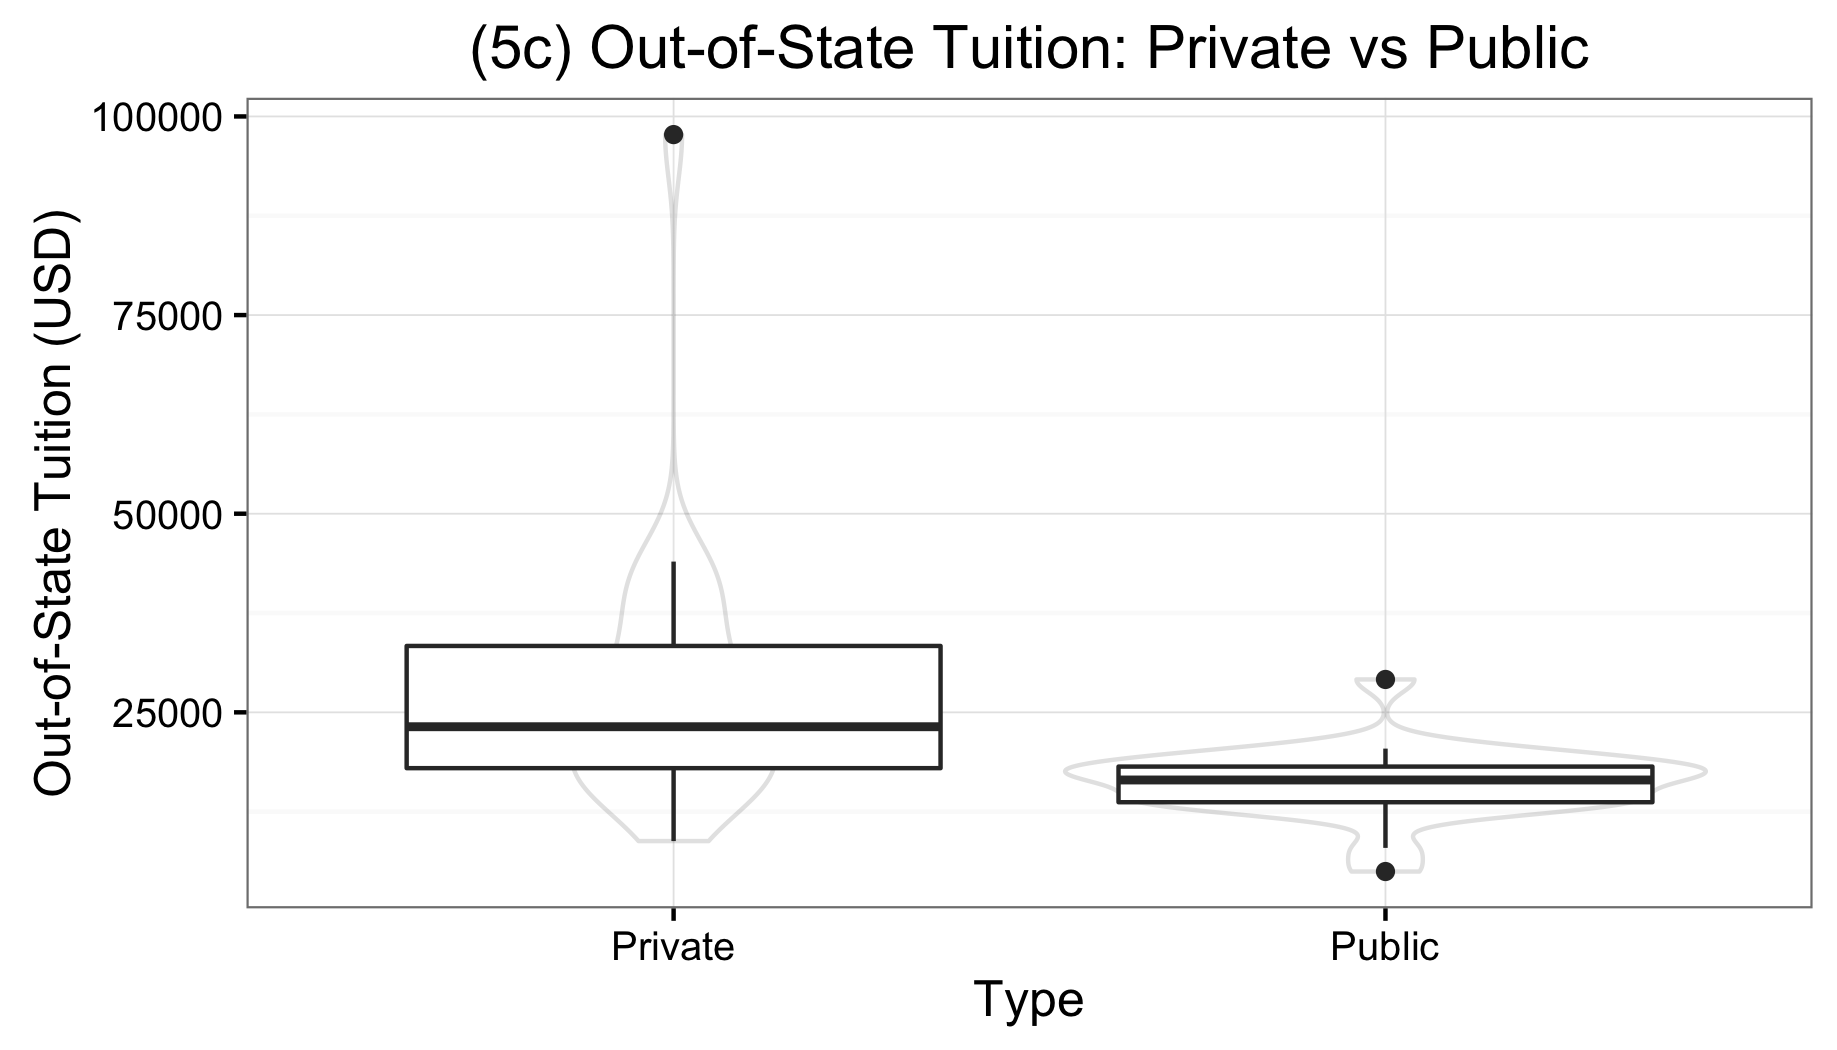 (5c) Out-of-State Tuition: Private vs Public
Out-of-State Tuition (USD)
100000
75000
50000
25000
Private
Public
Type